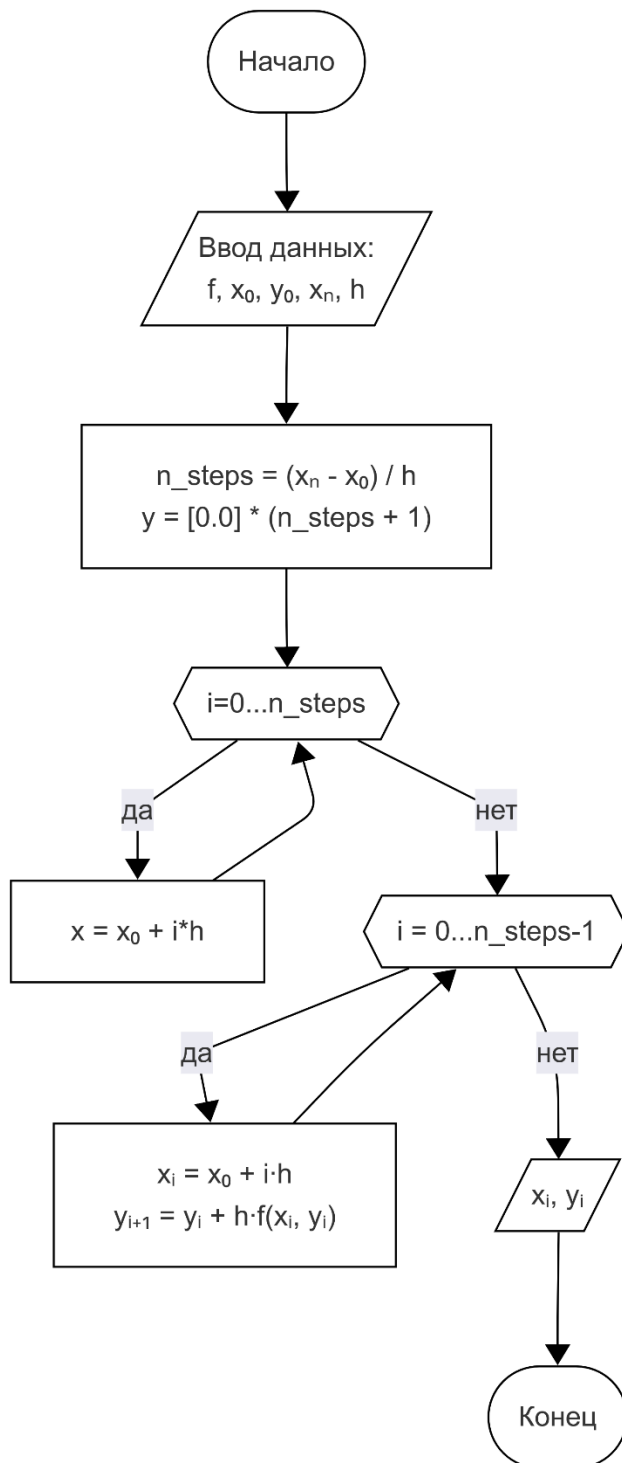 Начало
Ввод данных:
f, x₀, y₀, xₙ, h
n_steps = (xₙ - x₀) / h
y = [0.0] * (n_steps + 1)
i=0...n_steps
да
нет
x = x₀ + i*h
i = 0...n_steps-1
да
нет
xᵢ = x₀ + i·h
yᵢ₊₁ = yᵢ + h·f(xᵢ, yᵢ)
xᵢ, yᵢ
Конец